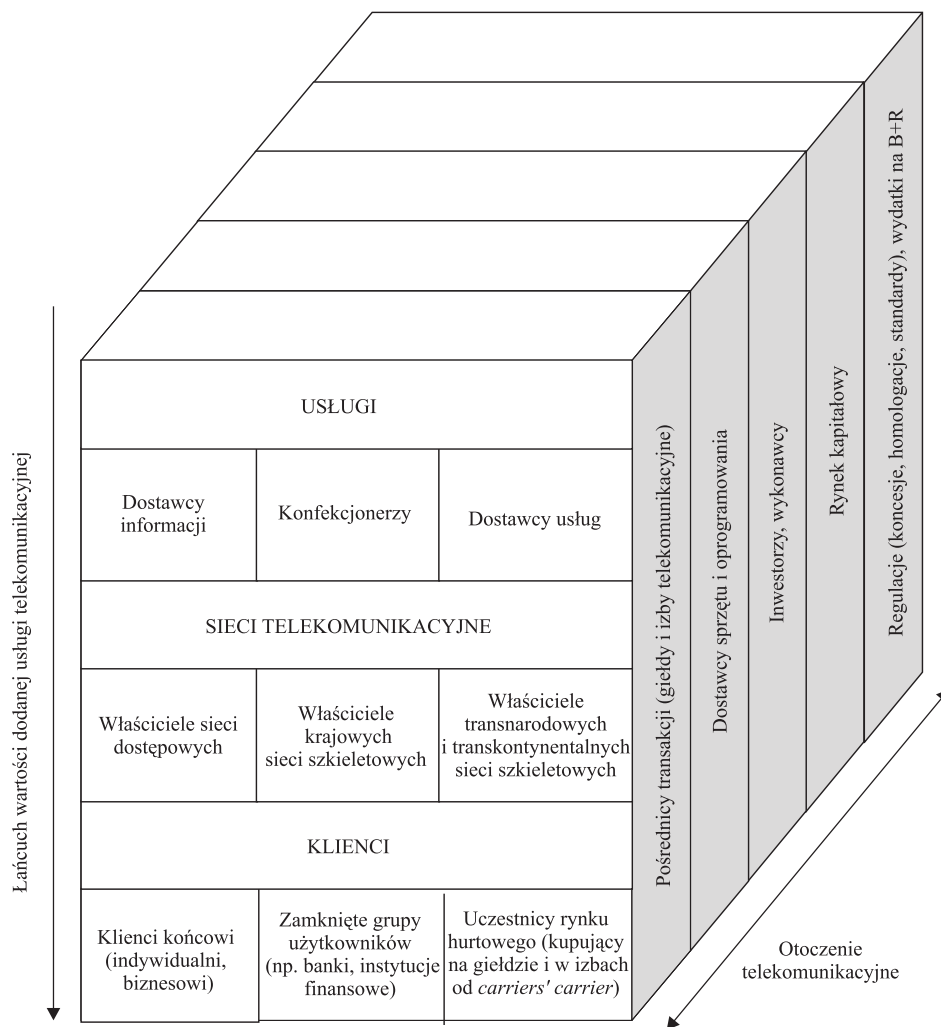 Łańcuch wartości dodanej usługi telekomunikacyjnej
USŁUGI
Dostawcy
informacji
Konfekcjonerzy
Dostawcy usług
SIECI TELEKOMUNIKACYJNE
Właściciele sieci
dostępowych
Właściciele
krajowych
sieci szkieletowych
Właściciele
transnarodowych
i transkontynentalnych
sieci szkieletowych
KLIENCI
Klienci końcowi
(indywidualni,
biznesowi)
Zamknięte grupy
użytkowników
(np. banki, instytucje
finansowe)
Uczestnicy rynku
hurtowego (kupujący
na giełdzie i w izbach
od carriers' carrier)
Pośrednicy transakcji (giełdy i izby telekomunikacyjne)
Dostawcy sprzętu i oprogramowania
Inwestorzy, wykonawcy
Rynek kapitałowy
Regulacje (koncesje, homologacje, standardy), wydatki na B+R
Otoczenie
telekomunikacyjne